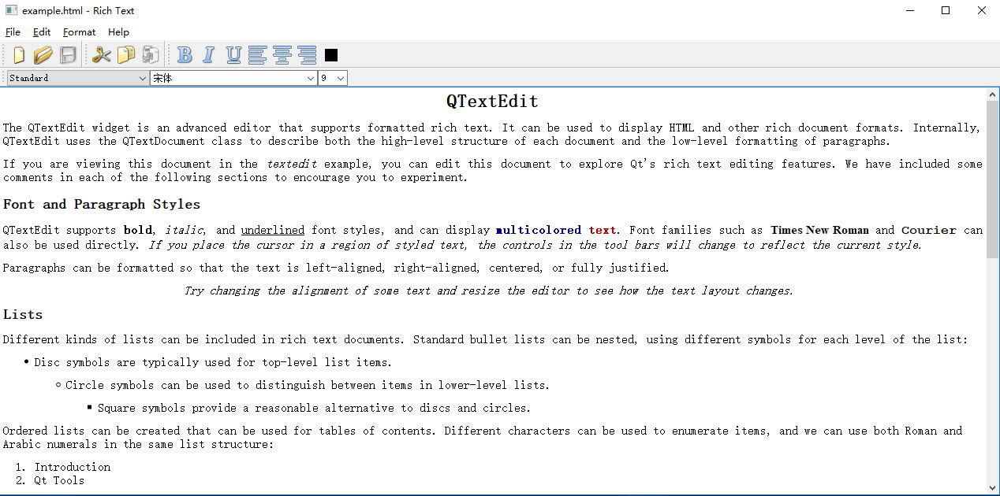 example.html - Rich Text
File Edit Format Help
B I U
Standard 宋体 9
QTextEdit
The QTextEdit widget is an advanced editor that supports formatted rich text. It can be used to display HTML and other rich document formats. Internally,
QTextEdit uses the QTextDocument class to describe both the high-level structure of each document and the low-level formatting of paragraphs.
If you are viewing this document in the textedit example, you can edit this document to explore Qt's rich text editing features. We have included some
comments in each of the following sections to encourage you to experiment.
Font and Paragraph Styles
QTextEdit supports bold, italic, and underlined font styles, and can display multicolored text. Font families such as Times New Roman and Courier can
also be used directly. If you place the cursor in a region of styled text, the controls in the tool bars will change to reflect the current style.
Paragraphs can be formatted so that the text is left-aligned, right-aligned, centered, or fully justified.
Try changing the alignment of some text and resize the editor to see how the text layout changes.
Lists
Different kinds of lists can be included in rich text documents. Standard bullet lists can be nested, using different symbols for each level of the list:
• Disc symbols are typically used for top-level list items.
○ Circle symbols can be used to distinguish between items in lower-level lists.
▪ Square symbols provide a reasonable alternative to discs and circles.
Ordered lists can be created that can be used for tables of contents. Different characters can be used to enumerate items, and we can use both Roman and
Arabic numerals in the same list structure:
1. Introduction
2. Qt Tools